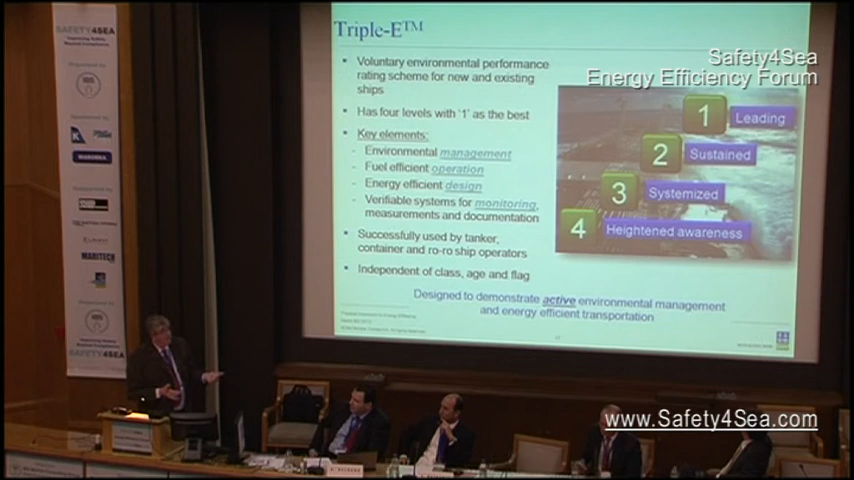 SAFETY4SEA
Triple-E™
Safety4Sea
Energy Efficiency Forum
Voluntary environmental performance
rating scheme for new and existing
ships
Has four levels with '1' as the best
Key elements:
- Environmental management
- Fuel efficient operation
- Energy efficient design
- Verifiable systems for monitoring,
measurements and documentation
Successfully used by tanker,
container and ro-ro ship operators
Independent of class, age and flag
1 Leading
2 Sustained
3 Systemized
4 Heightened awareness
Designed to demonstrate active environmental management
and energy efficient transportation
MARITECH
SAFETY4SEA
www.Safety4Sea.com